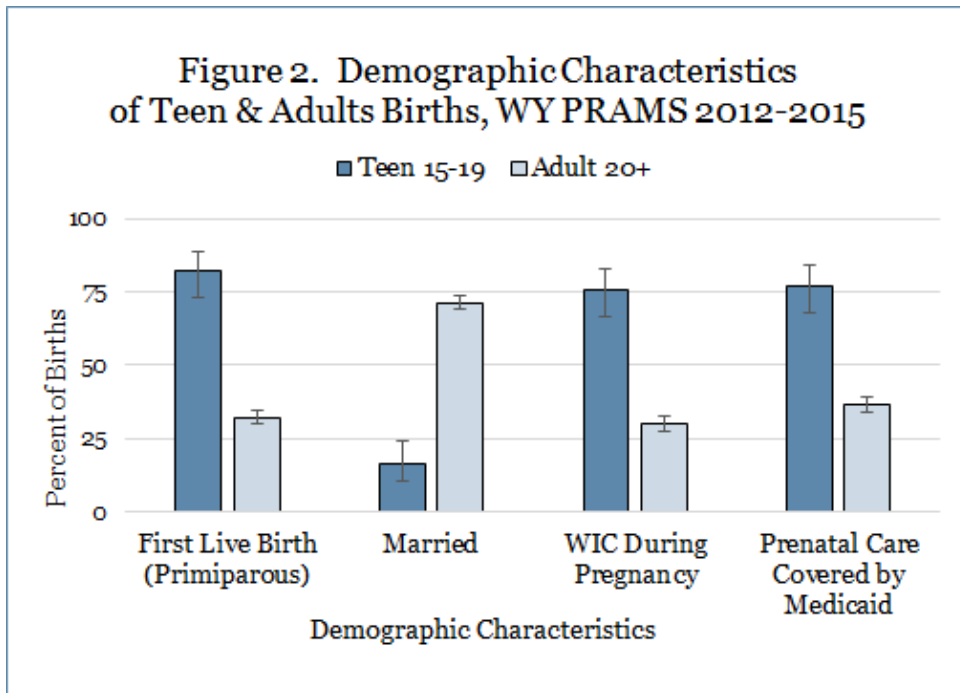 Figure 2. Demographic Characteristics
of Teen & Adults Births, WY PRAMS 2012-2015
Teen 15-19 Adult 20+
Percent of Births
100
75
50
25
0
First Live Birth
(Primiparous)
Married
WIC During
Pregnancy
Prenatal Care
Covered by
Medicaid
Demographic Characteristics